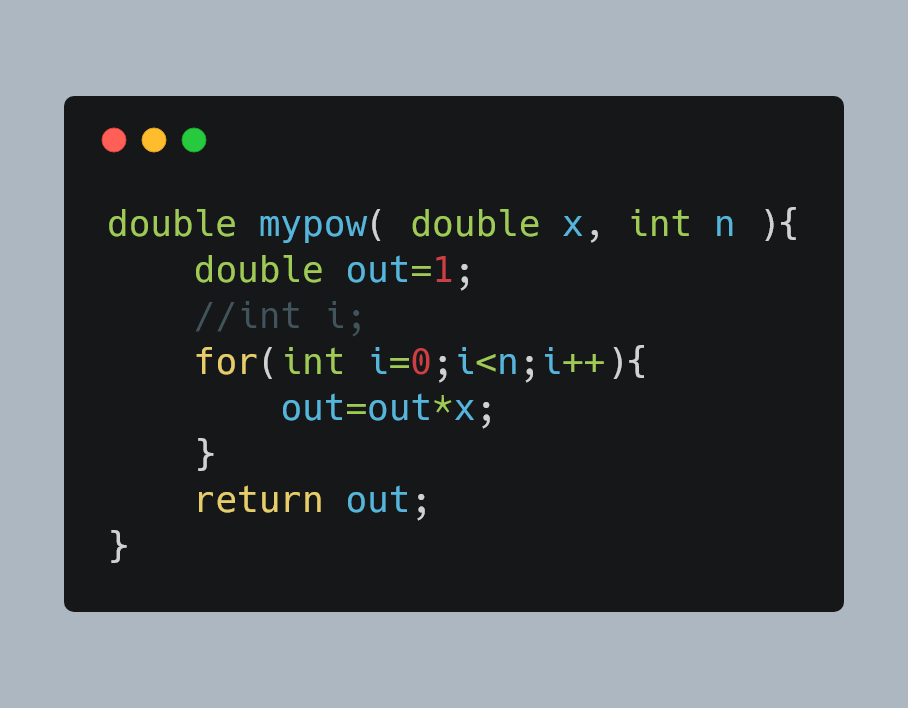 double mypow( double x, int n ){
    double out=1;
    //int i;
    for(int i=0;i<n;i++){
        out=out*x;
    }
    return out;
}